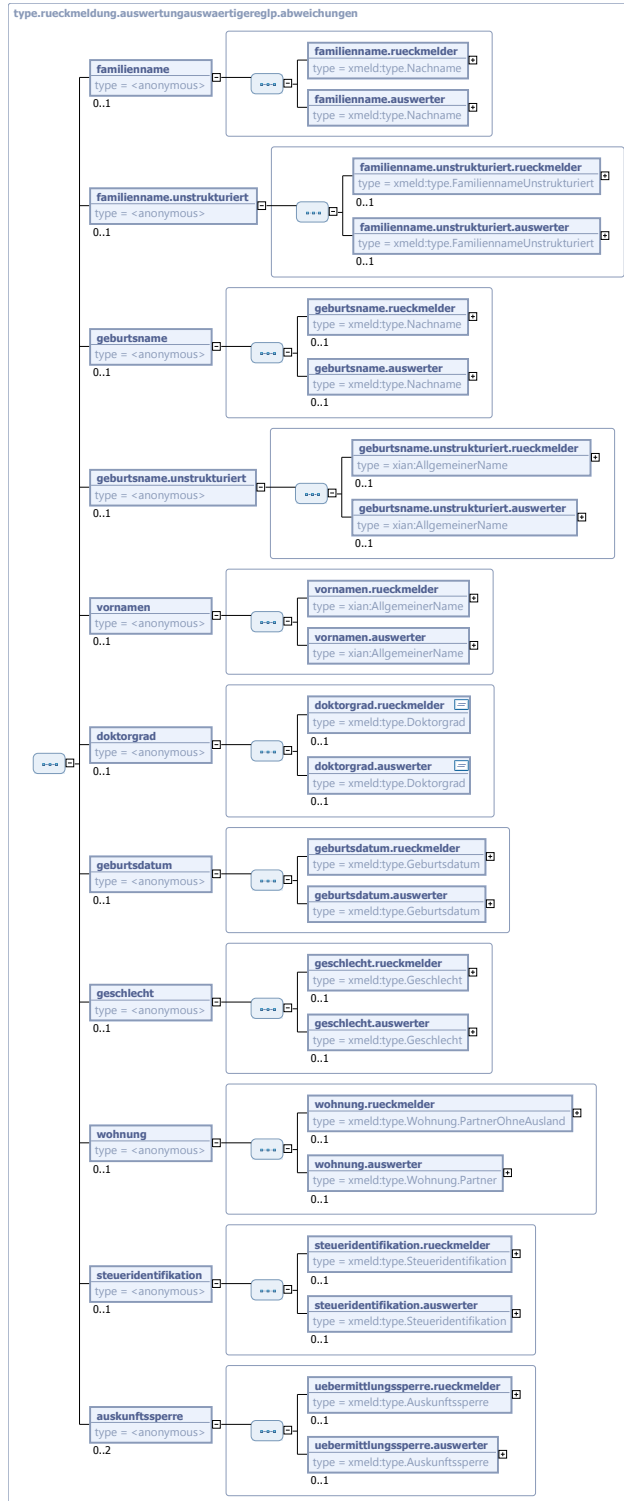 type.rueckmeldung.auswertungauswaertigereglp.abweichungen
familienname
type = <anonymous>
0..1
familienname.rueckmelder
type = xmeld:type.Nachname
familienname.auswerter
type = xmeld:type.Nachname
familienname.unstrukturiert
type = <anonymous>
0..1
familienname.unstrukturiert.rueckmelder
type = xmeld:type.FamiliennameUnstrukturiert
0..1
familienname.unstrukturiert.auswerter
type = xmeld:type.FamiliennameUnstrukturiert
0..1
geburtsname
type = <anonymous>
0..1
geburtsname.rueckmelder
type = xmeld:type.Nachname
0..1
geburtsname.auswerter
type = xmeld:type.Nachname
0..1
geburtsname.unstrukturiert
type = <anonymous>
0..1
geburtsname.unstrukturiert.rueckmelder
type = xian:AllgemeinerName
0..1
geburtsname.unstrukturiert.auswerter
type = xian:AllgemeinerName
0..1
vornamen
type = <anonymous>
0..1
vornamen.rueckmelder
type = xian:AllgemeinerName
vornamen.auswerter
type = xian:AllgemeinerName
doktorgrad
type = <anonymous>
0..1
doktorgrad.rueckmelder
type = xmeld:type.Doktorgrad
0..1
doktorgrad.auswerter
type = xmeld:type.Doktorgrad
0..1
geburtsdatum
type = <anonymous>
0..1
geburtsdatum.rueckmelder
type = xmeld:type.Geburtsdatum
geburtsdatum.auswerter
type = xmeld:type.Geburtsdatum
geschlecht
type = <anonymous>
0..1
geschlecht.rueckmelder
type = xmeld:type.Geschlecht
0..1
geschlecht.auswerter
type = xmeld:type.Geschlecht
0..1
wohnung
type = <anonymous>
0..1
wohnung.rueckmelder
type = xmeld:type.Wohnung.PartnerOhneAusland
0..1
wohnung.auswerter
type = xmeld:type.Wohnung.Partner
0..1
steueridentifikation
type = <anonymous>
0..1
steueridentifikation.rueckmelder
type = xmeld:type.Steueridentifikation
0..1
steueridentifikation.auswerter
type = xmeld:type.Steueridentifikation
0..1
auskunftssperre
type = <anonymous>
0..2
uebermittlungssperre.rueckmelder
type = xmeld:type.Auskunftssperre
0..1
uebermittlungssperre.auswerter
type = xmeld:type.Auskunftssperre
0..1